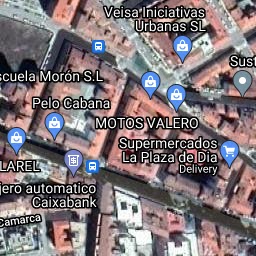 Veisa Iniciativas
Urbanas SL
Sust
scuela Morón S.L
Pelo Cabana
MOTOS VALERO
Supermercados
La Plaza de Dia
Delivery
LAREL
jero automatico
Caixabank
Camarca